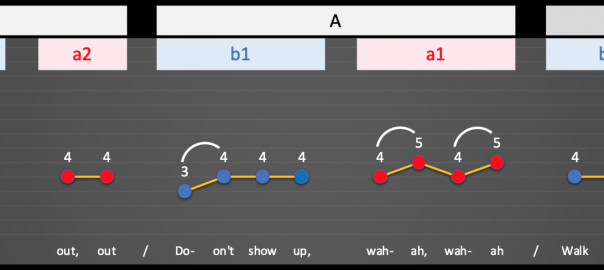 A
a2 b1 a1 b
4 4 3 4 4 4 4 5 4 5 4
out, out / Do- on't show up, wah- ah, wah- ah / Walk